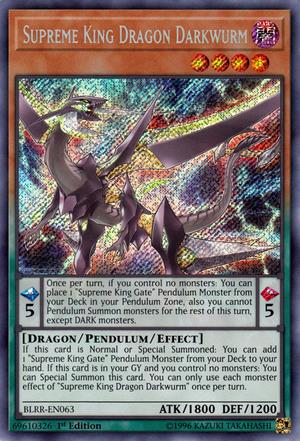 SUPREME KING DRAGON DARKWURM
Once per turn, if you control no monsters: You can
place 1 "Supreme King Gate" Pendulum Monster from
your Deck in your Pendulum Zone, also you cannot
Pendulum Summon monsters for the rest of this turn,
except DARK monsters.
5
5
[DRAGON/PENDULUM/EFFECT]
If this card is Normal or Special Summoned: You can add
1 "Supreme King Gate" Pendulum Monster from your Deck to your
hand. If this card is in your GY and you control no monsters: You
can Special Summon this card. You can only use each monster
effect of "Supreme King Dragon Darkwurm" once per turn.
BLRR-EN063
ATK/1800 DEF/1200
69610326
1st Edition
©1996 KAZUKI TAKAHASHI